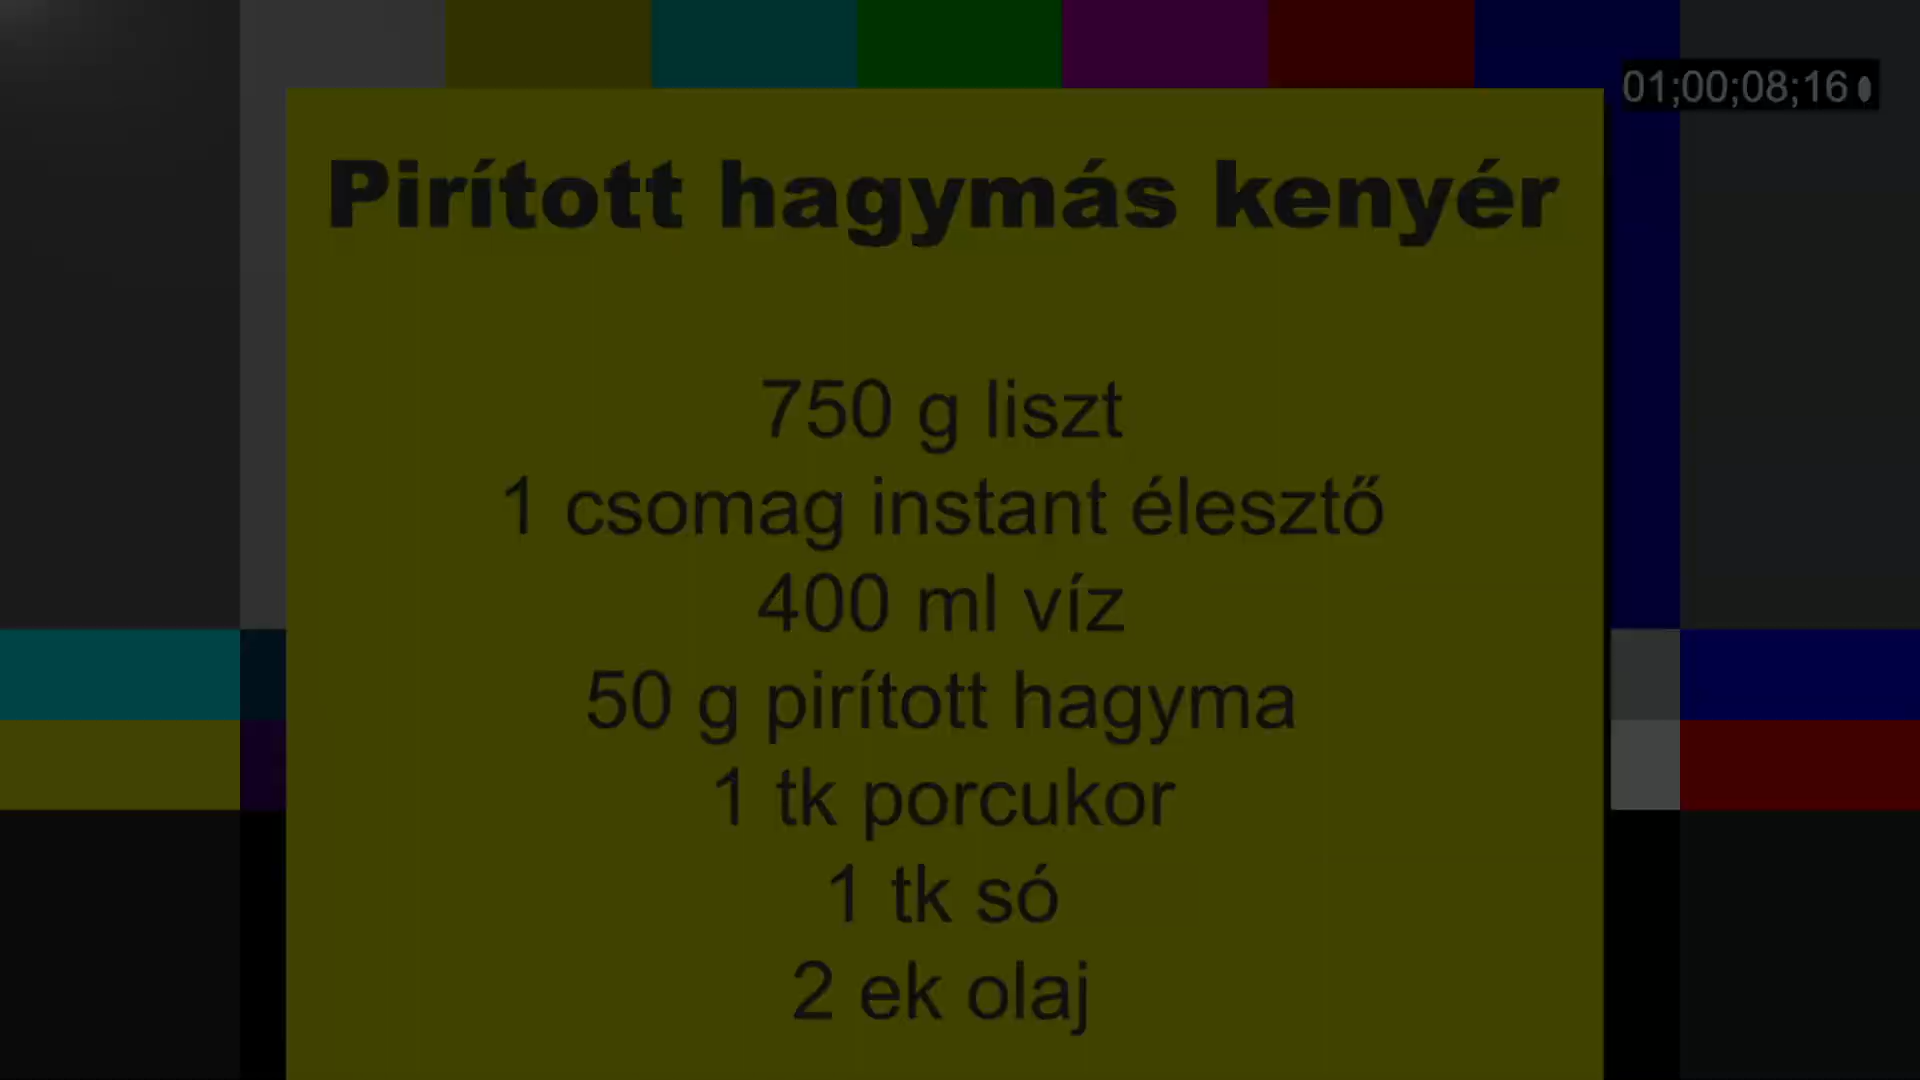 01;00;08;16
Pirított hagymás kenyér
750 g liszt
1 csomag instant élesztő
400 ml víz
50 g pirított hagyma
1 tk porcukor
1 tk só
2 ek olaj